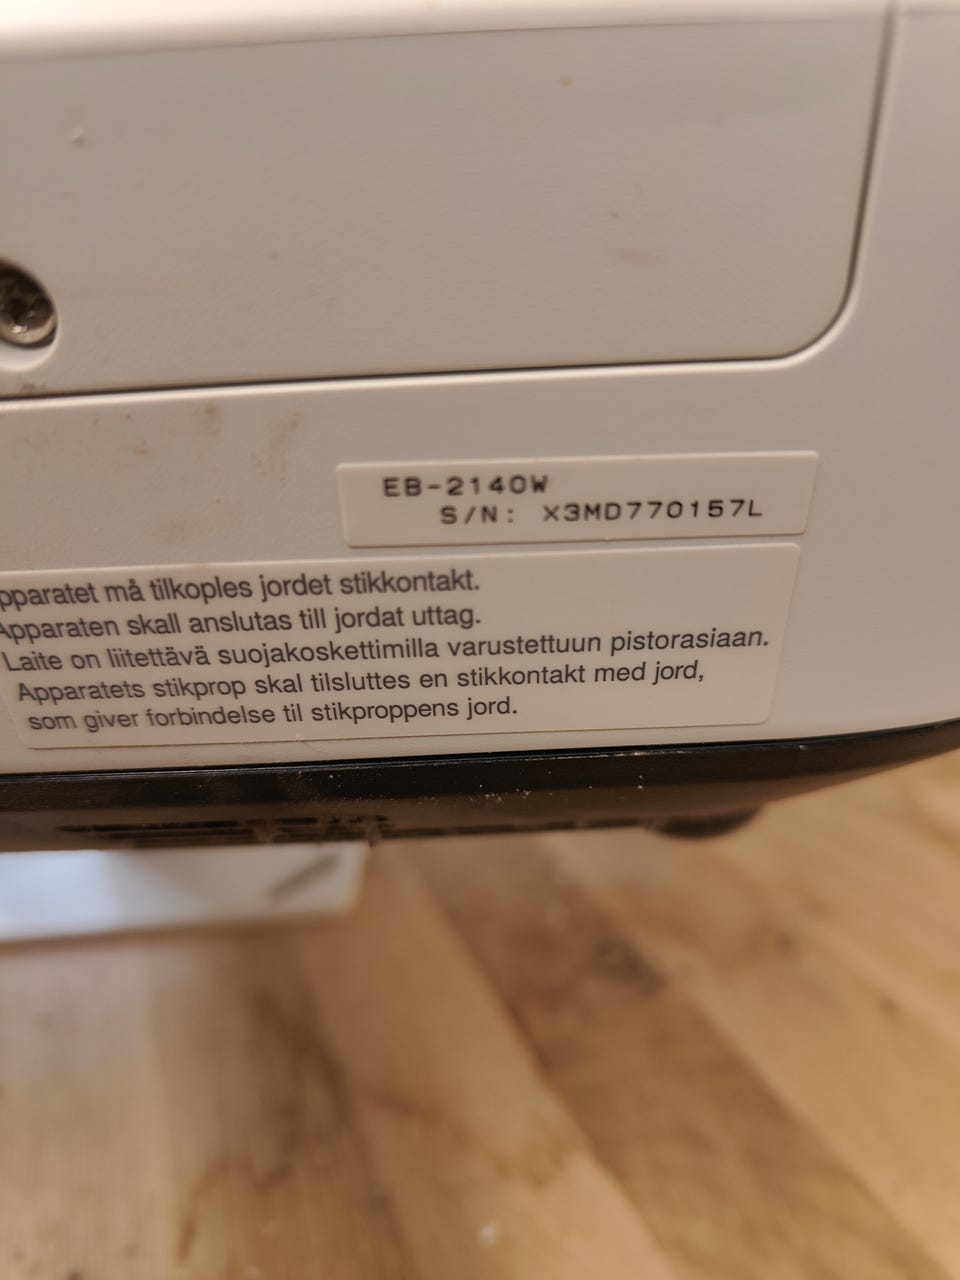 EB-2140W
S/N: X3MD770157L
pparatet må tilkoples jordet stikkontakt.
Apparaten skall anslutas till jordat uttag.
Laite on liitettävä suojakoskettimilla varustettuun pistorasiaan.
Apparatets stikprop skal tilsluttes en stikkontakt med jord,
som giver forbindelse til stikproppens jord.